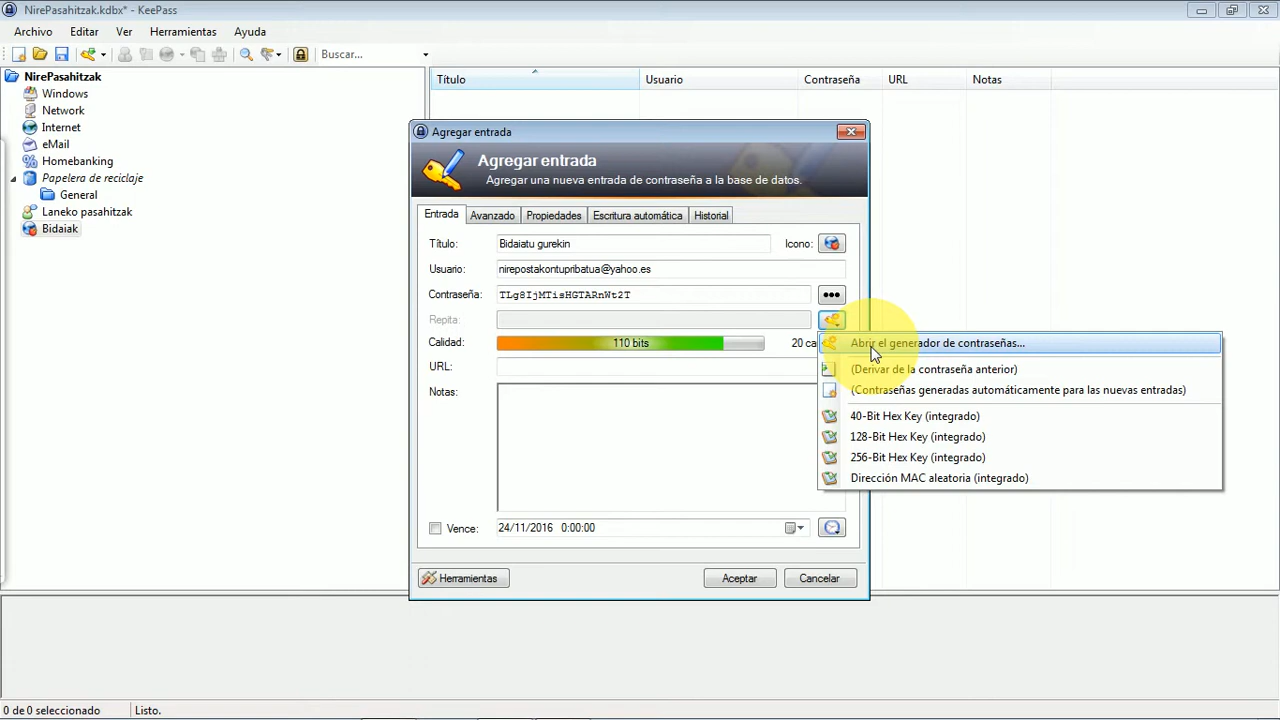 NirePasahitzak.kdbx* - KeePass
Archivo Editar Ver Herramientas Ayuda
Buscar...
NirePasahitzak
Windows
Network
Internet
eMail
Homebanking
Papelera de reciclaje
General
Laneko pasahitzak
Bidaiak
Título Usuario Contraseña URL Notas
Agregar entrada
Agregar entrada
Agregar una nueva entrada de contraseña a la base de datos.
Entrada Avanzado Propiedades Escritura automática Historial
Título: Bidaiatu gurekin Icono:
Usuario: nirepostakontupribatua@yahoo.es
Contraseña: TLg8IjMTisHGTARnWt2T
Repita:
Calidad: 110 bits 20 ca
URL:
Notas:
Abrir el generador de contraseñas...
(Derivar de la contraseña anterior)
(Contraseñas generadas automáticamente para las nuevas entradas)
40-Bit Hex Key (integrado)
128-Bit Hex Key (integrado)
256-Bit Hex Key (integrado)
Dirección MAC aleatoria (integrado)
Vence: 24/11/2016 0:00:00
Herramientas Aceptar Cancelar
0 de 0 seleccionado Listo.